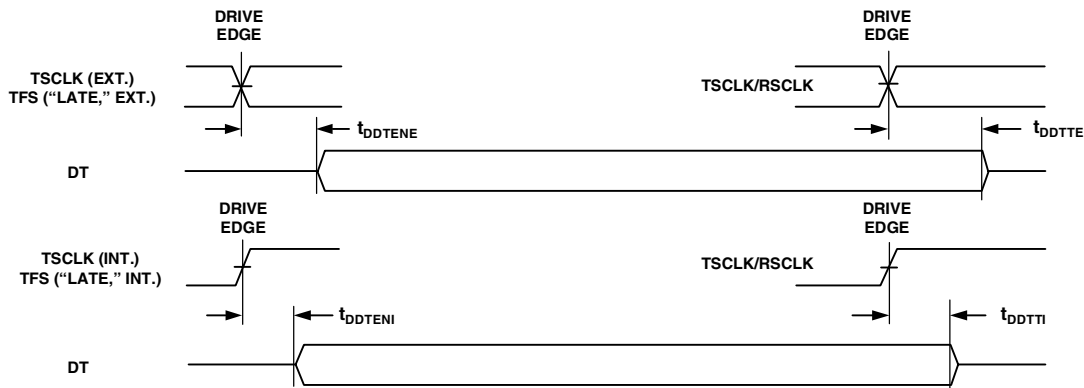 DRIVE
EDGE
DRIVE
EDGE
TSCLK (EXT.)
TFS ("LATE," EXT.)
TSCLK/RSCLK
tDDTENE
tDDTTE
DT
DRIVE
EDGE
DRIVE
EDGE
TSCLK (INT.)
TFS ("LATE," INT.)
TSCLK/RSCLK
tDDTENI
tDDTTI
DT